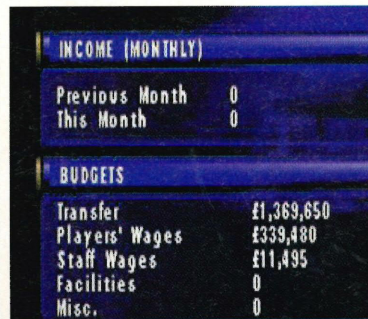 INCOME (MONTHLY)
Previous Month 0
This Month 0
BUDGETS
Transfer £1,369,650
Players' Wages £339,480
Staff Wages £11,495
Facilities 0
Misc. 0